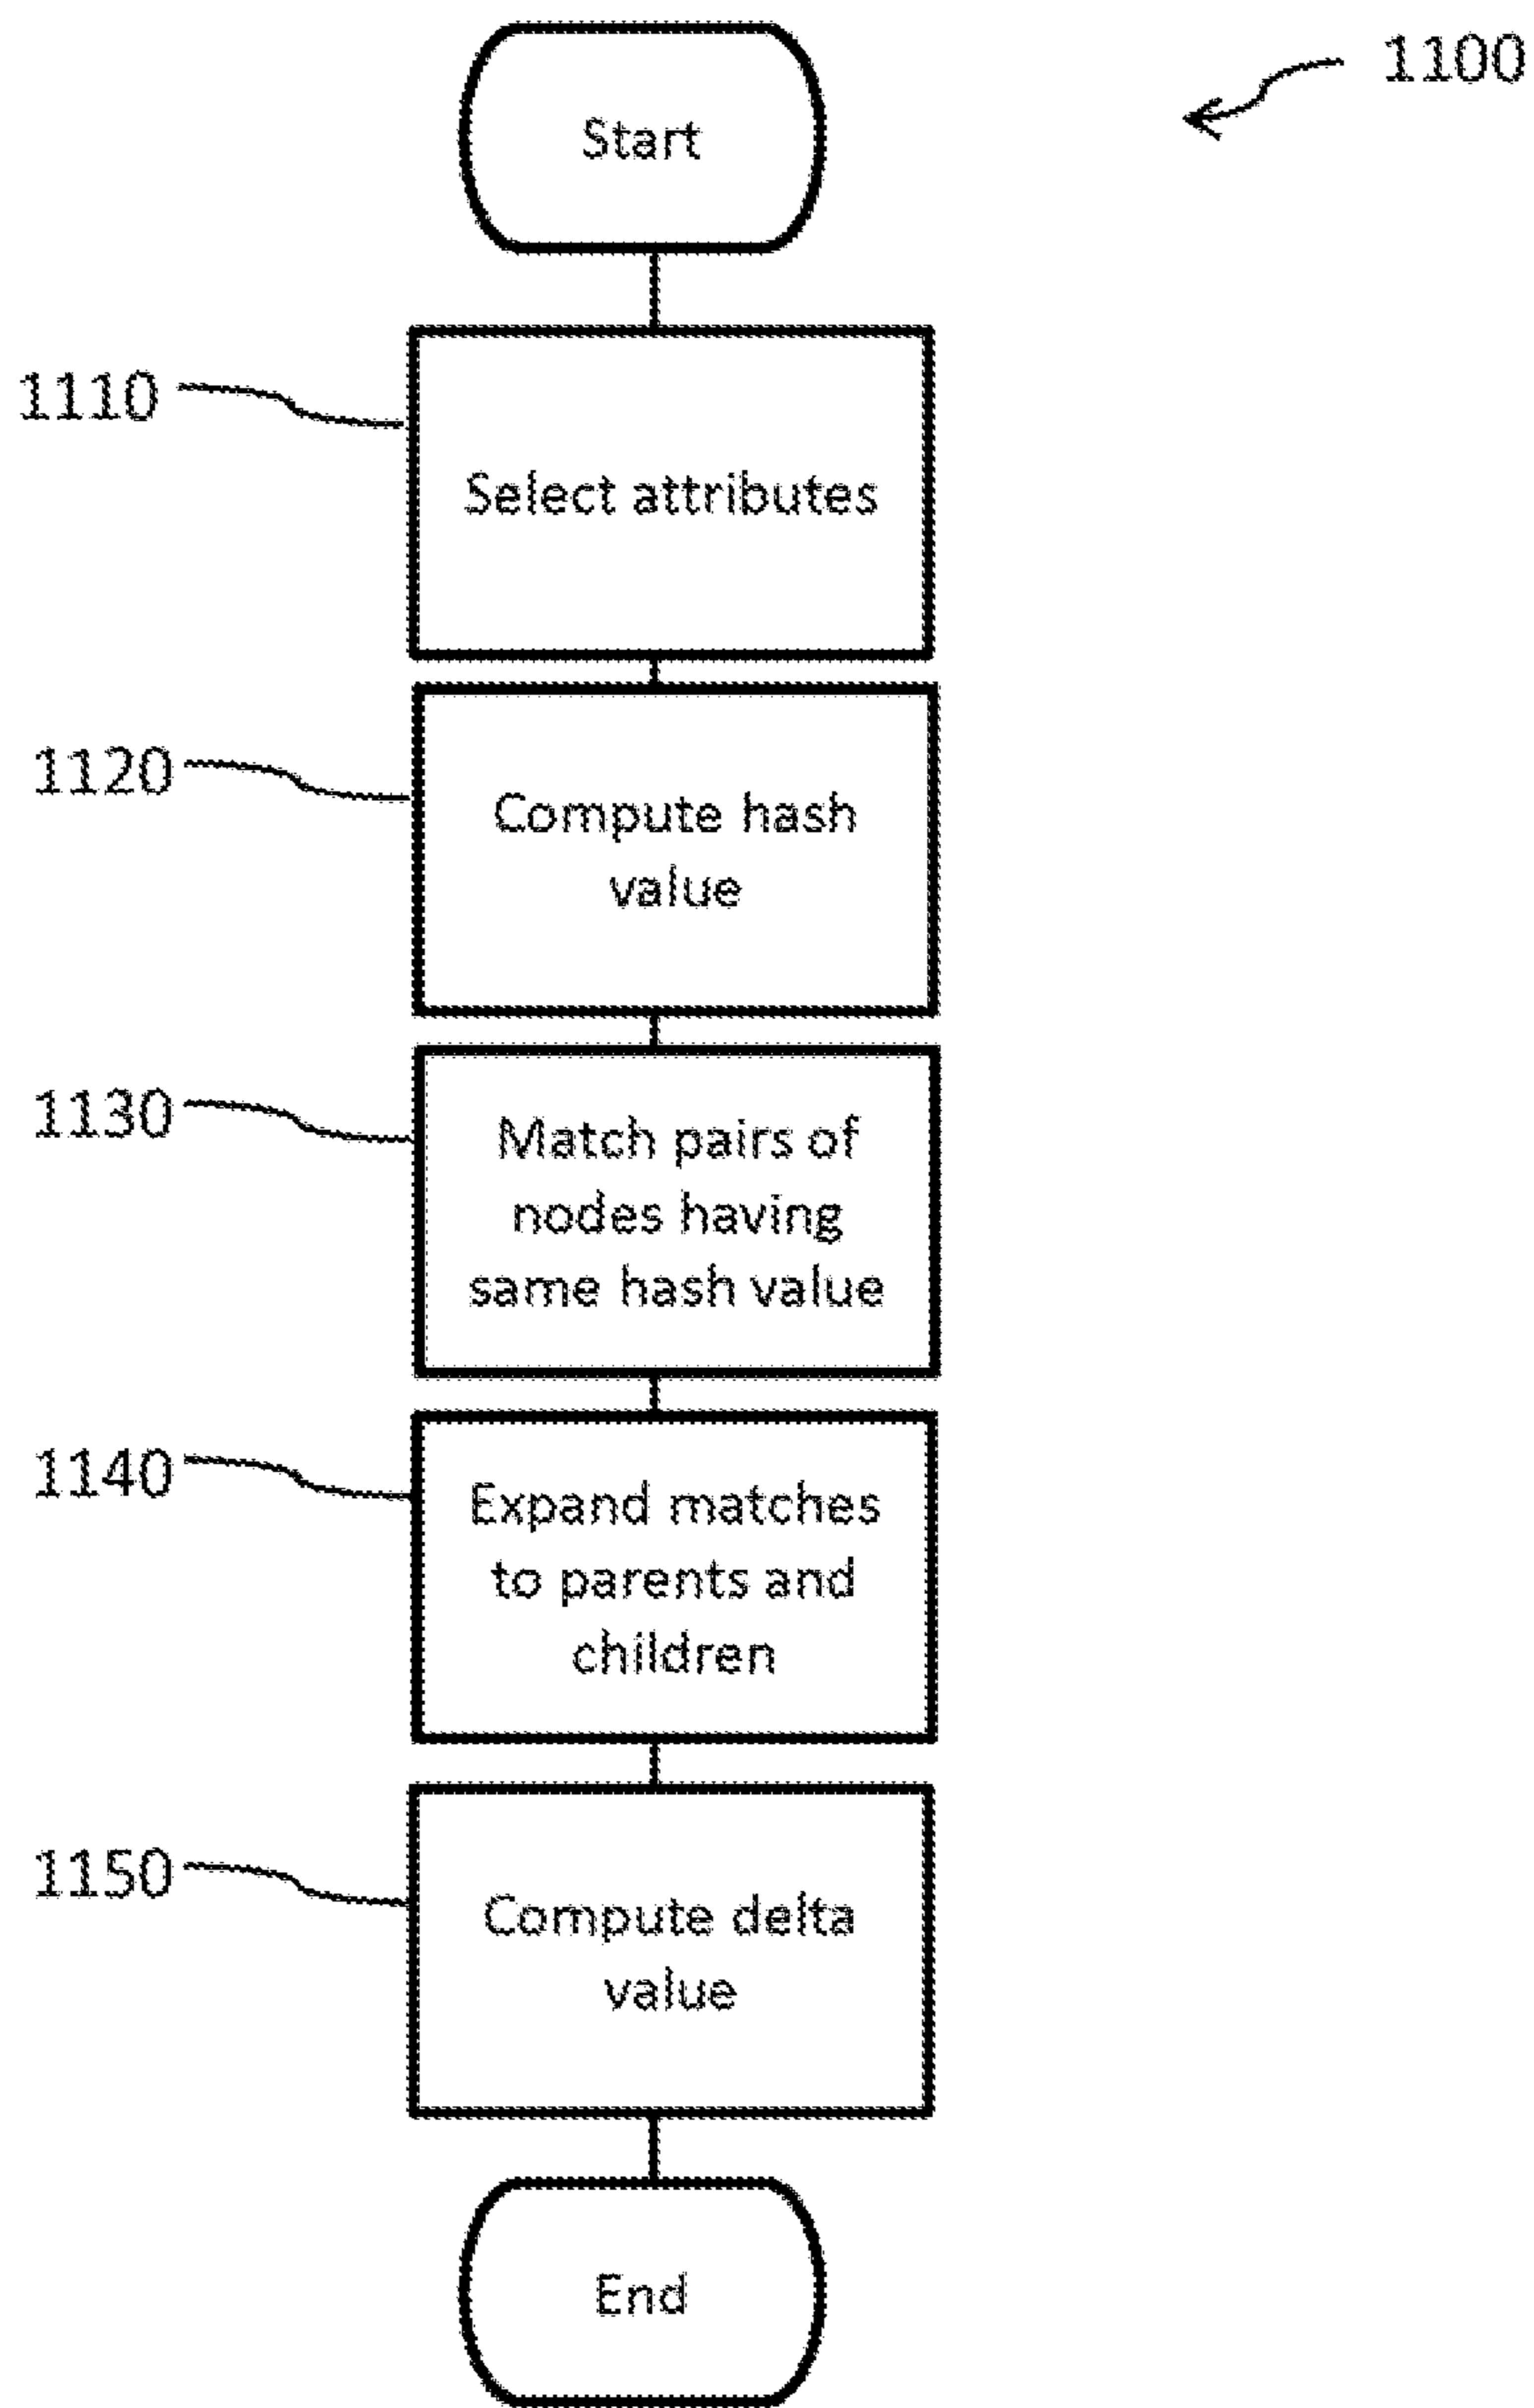 1100
Start
1110
Select attributes
1120
Compute hash
value
1130
Match pairs of
nodes having
same hash value
1140
Expand matches
to parents and
children
1150
Compute delta
value
End